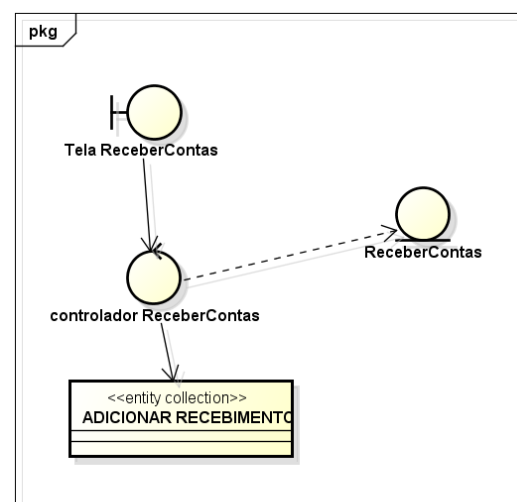 pkg
Tela ReceberContas
ReceberContas
controlador ReceberContas
<<entity collection>>
ADICIONAR RECEBIMENTO